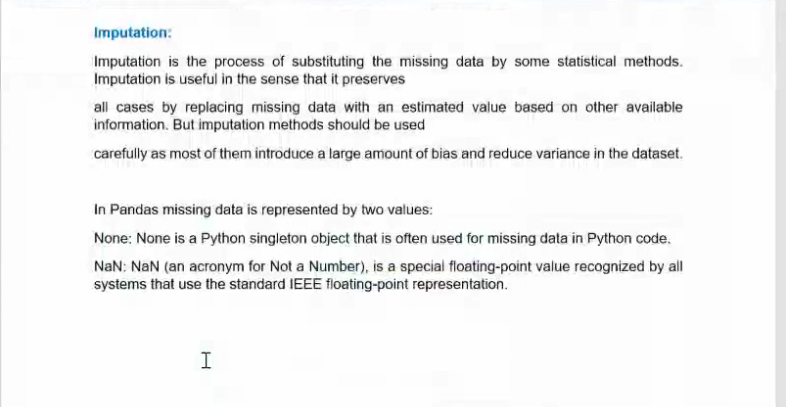 Imputation:
Imputation is the process of substituting the missing data by some statistical methods.
Imputation is useful in the sense that it preserves
all cases by replacing missing data with an estimated value based on other available
information. But imputation methods should be used
carefully as most of them introduce a large amount of bias and reduce variance in the dataset.
In Pandas missing data is represented by two values:
None: None is a Python singleton object that is often used for missing data in Python code.
NaN: NaN (an acronym for Not a Number), is a special floating-point value recognized by all
systems that use the standard IEEE floating-point representation.